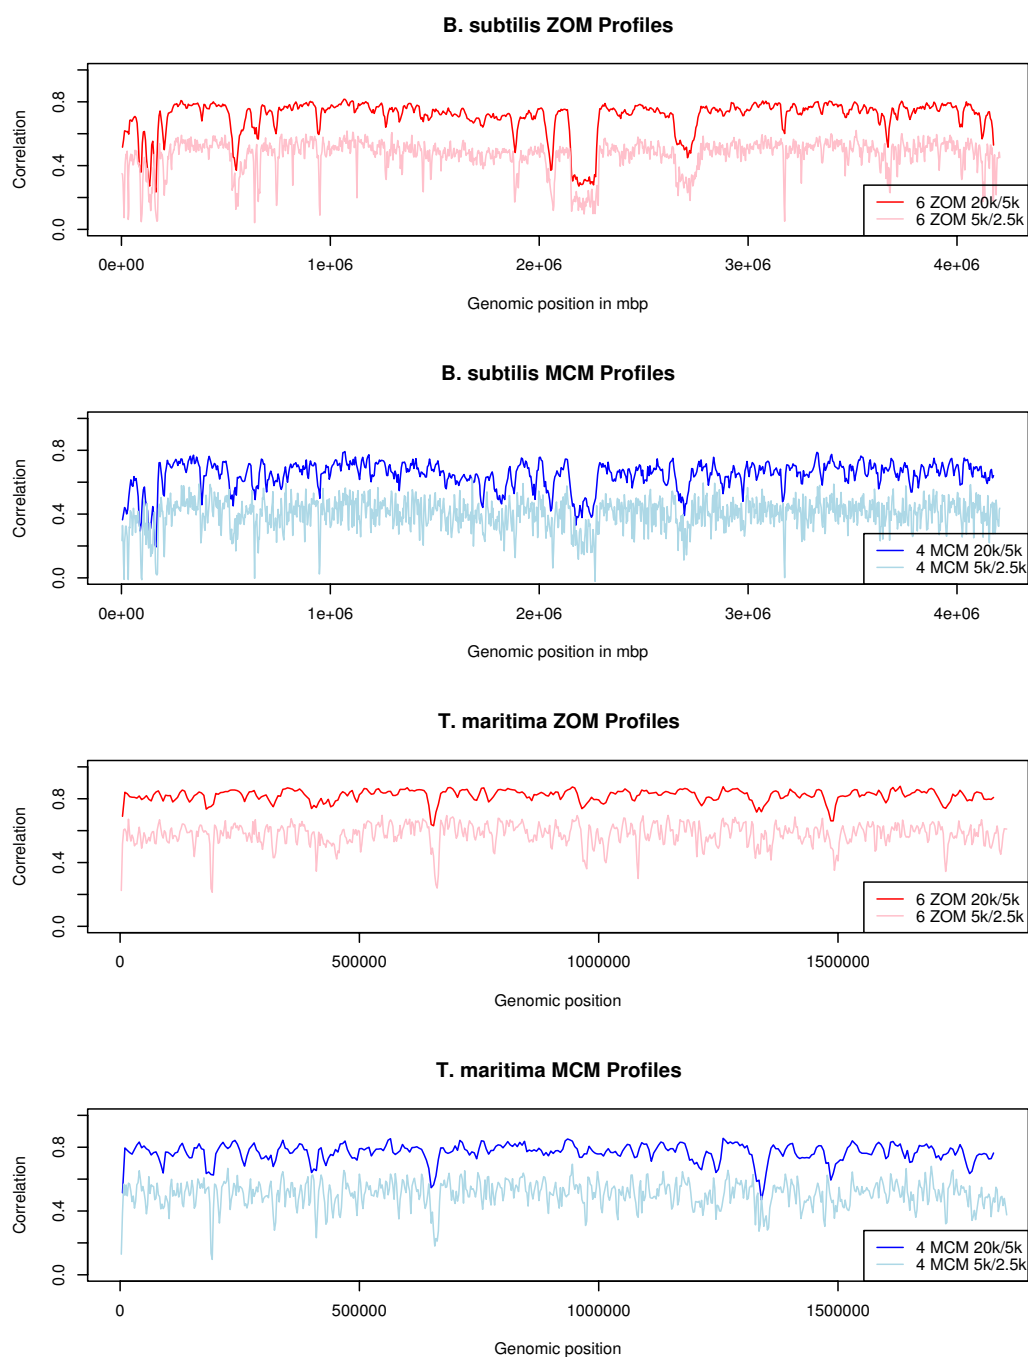 B. subtilis ZOM Profiles
Correlation
0.0 0.4 0.8
6 ZOM 20k/5k
6 ZOM 5k/2.5k
0e+00 1e+06 2e+06 3e+06 4e+06
Genomic position in mbp
B. subtilis MCM Profiles
Correlation
0.0 0.4 0.8
4 MCM 20k/5k
4 MCM 5k/2.5k
0e+00 1e+06 2e+06 3e+06 4e+06
Genomic position in mbp
T. maritima ZOM Profiles
Correlation
0.0 0.4 0.8
6 ZOM 20k/5k
6 ZOM 5k/2.5k
0 500000 1000000 1500000
Genomic position
T. maritima MCM Profiles
Correlation
0.0 0.4 0.8
4 MCM 20k/5k
4 MCM 5k/2.5k
0 500000 1000000 1500000
Genomic position